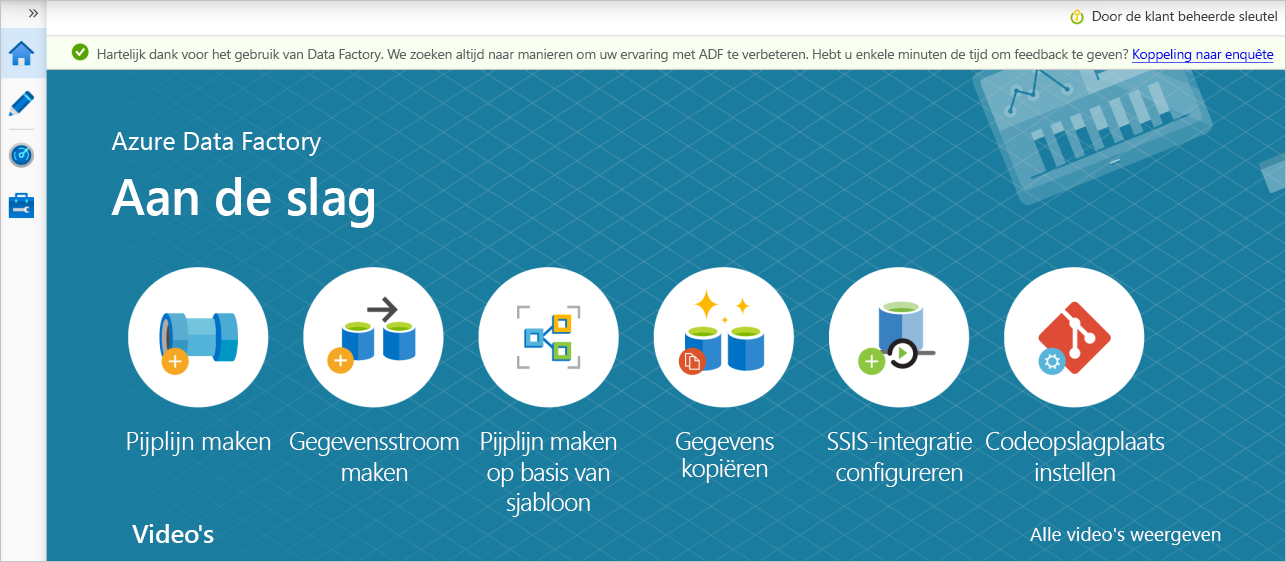 Door de klant beheerde sleutel
Hartelijk dank voor het gebruik van Data Factory. We zoeken altijd naar manieren om uw ervaring met ADF te verbeteren. Hebt u enkele minuten de tijd om feedback te geven? Koppeling naar enquête
Azure Data Factory
Aan de slag
Pijplijn maken
Gegevensstroom
maken
Pijplijn maken
op basis van
sjabloon
Gegevens
kopiëren
SSIS-integratie
configureren
Codeopslagplaats
instellen
Video's
Alle video's weergeven